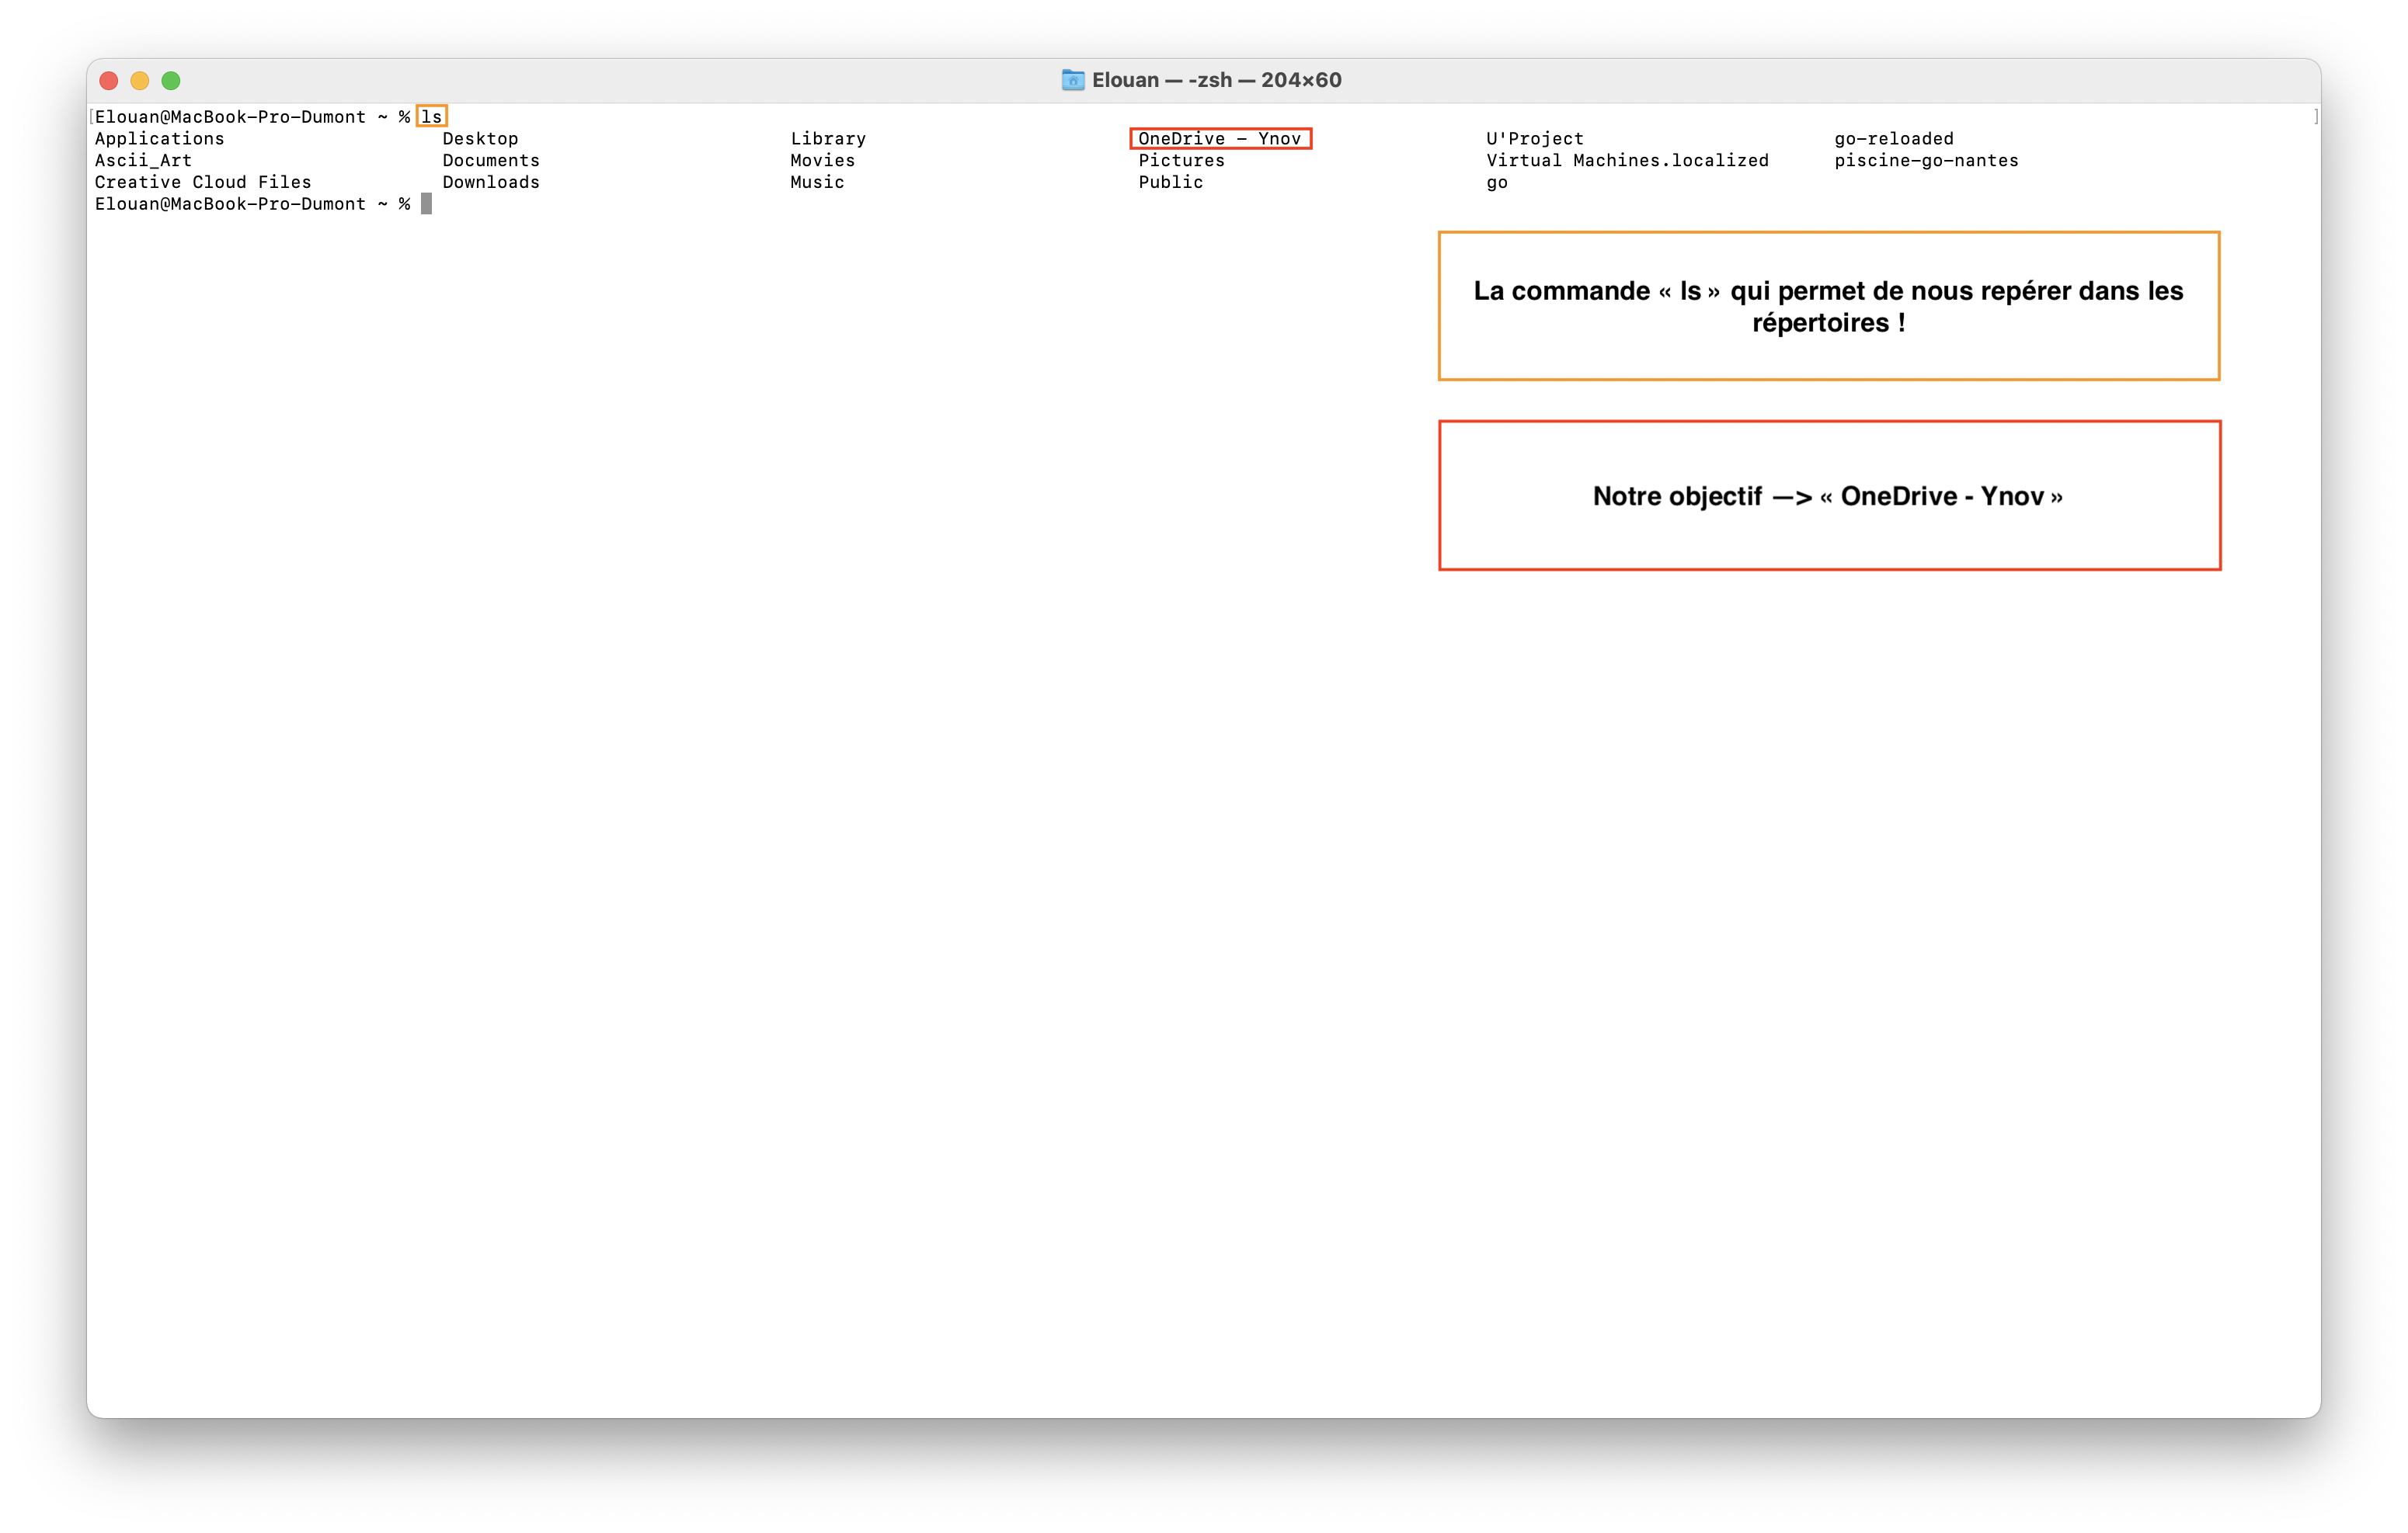 Elouan — -zsh — 204×60
Elouan@MacBook-Pro-Dumont ~ % ls
Applications Desktop Library OneDrive - Ynov U'Project go-reloaded
Ascii_Art Documents Movies Pictures Virtual Machines.localized piscine-go-nantes
Creative Cloud Files Downloads Music Public go
Elouan@MacBook-Pro-Dumont ~ %
La commande « ls » qui permet de nous repérer dans les
répertoires !
Notre objectif —> « OneDrive - Ynov »